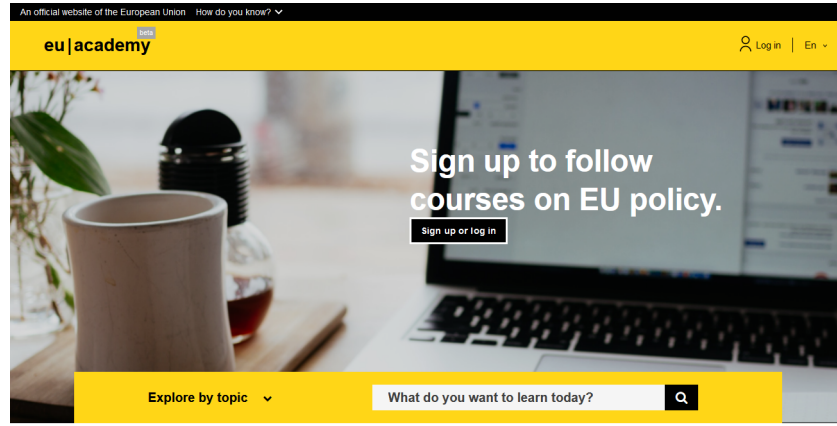 An official website of the European Union How do you know?
eu|academy beta
Log in En
Sign up to follow
courses on EU policy.
Sign up or log in
Explore by topic
What do you want to learn today?